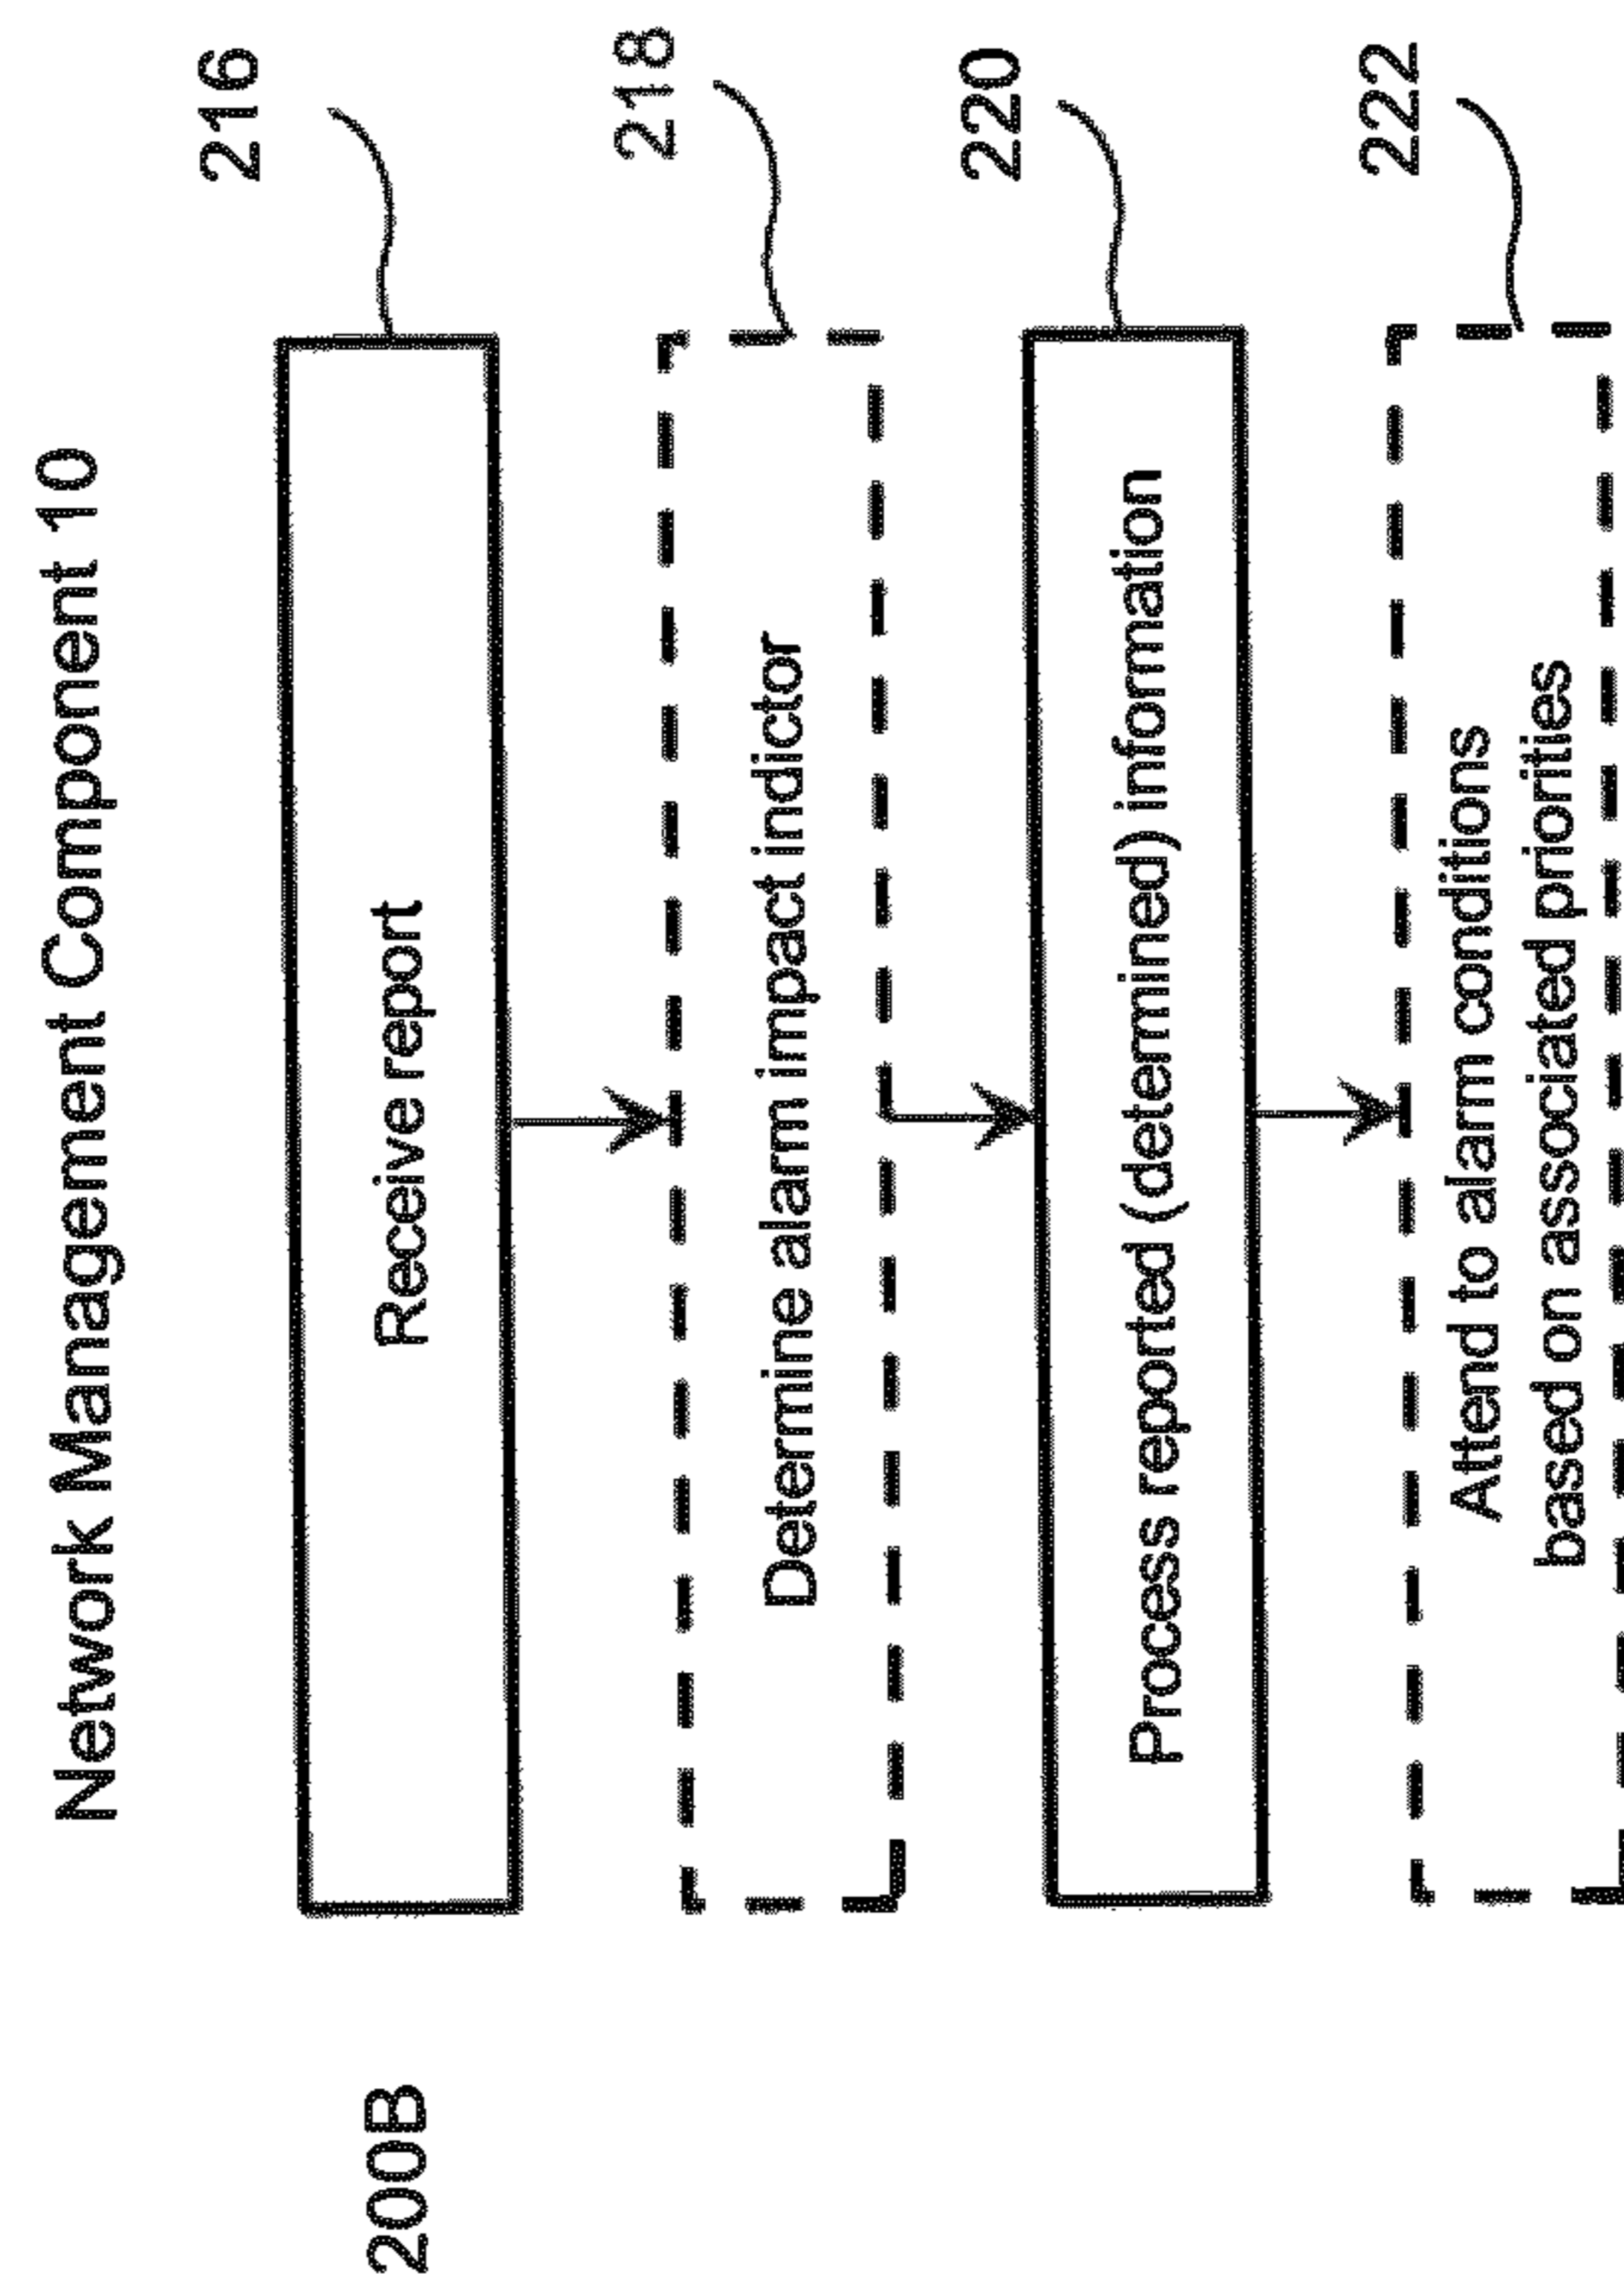 Network Management Component 10
216
200B
Receive report
218
Determine alarm impact indictor
220
Process reported (determined) information
222
Attend to alarm conditions
based on associated priorities